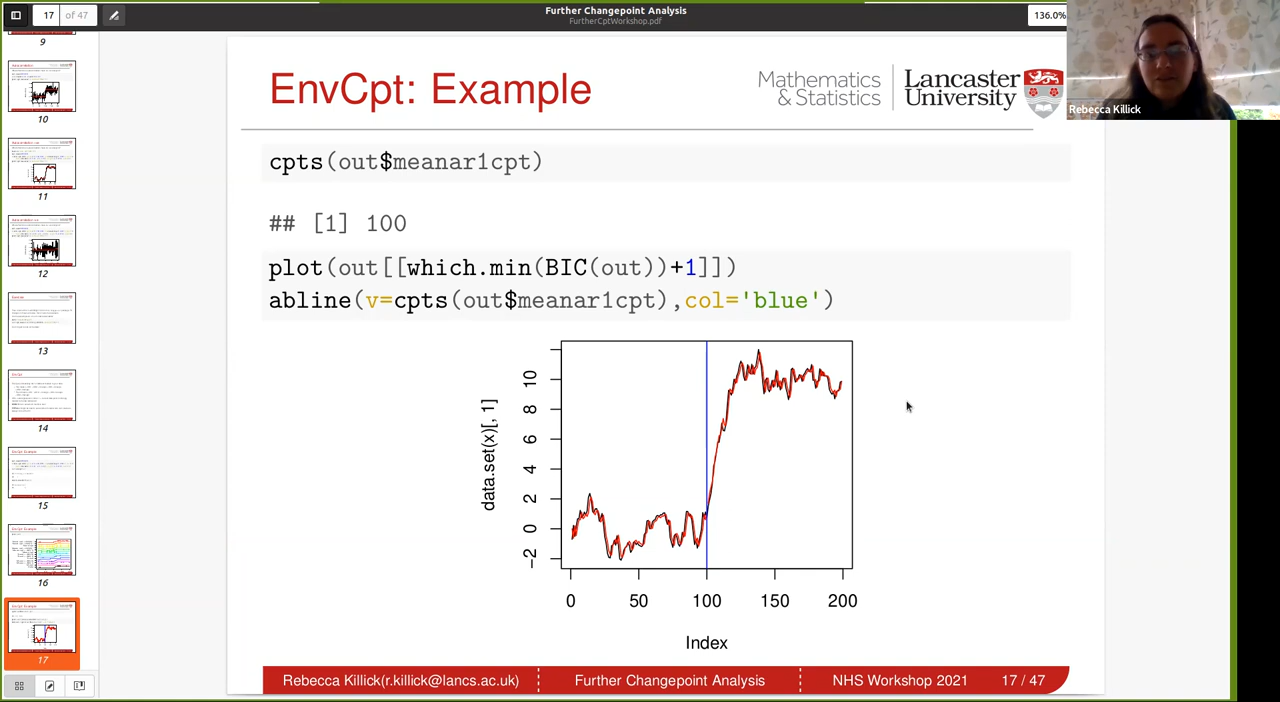 17 of 47
Further Changepoint Analysis
FurtherCptWorkshop.pdf
136.0%
Rebecca Killick
9
10
11
12
13
14
15
16
17
EnvCpt: Example
Mathematics
& Statistics
Lancaster
University
cpts(out$meanar1cpt)
## [1] 100
plot(out[[which.min(BIC(out))+1]])
abline(v=cpts(out$meanar1cpt),col='blue')
data.set(x)[, 1]
-2 0 2 4 6 8 10
0 50 100 150 200
Index
Rebecca Killick(r.killick@lancs.ac.uk) Further Changepoint Analysis NHS Workshop 2021 17 / 47